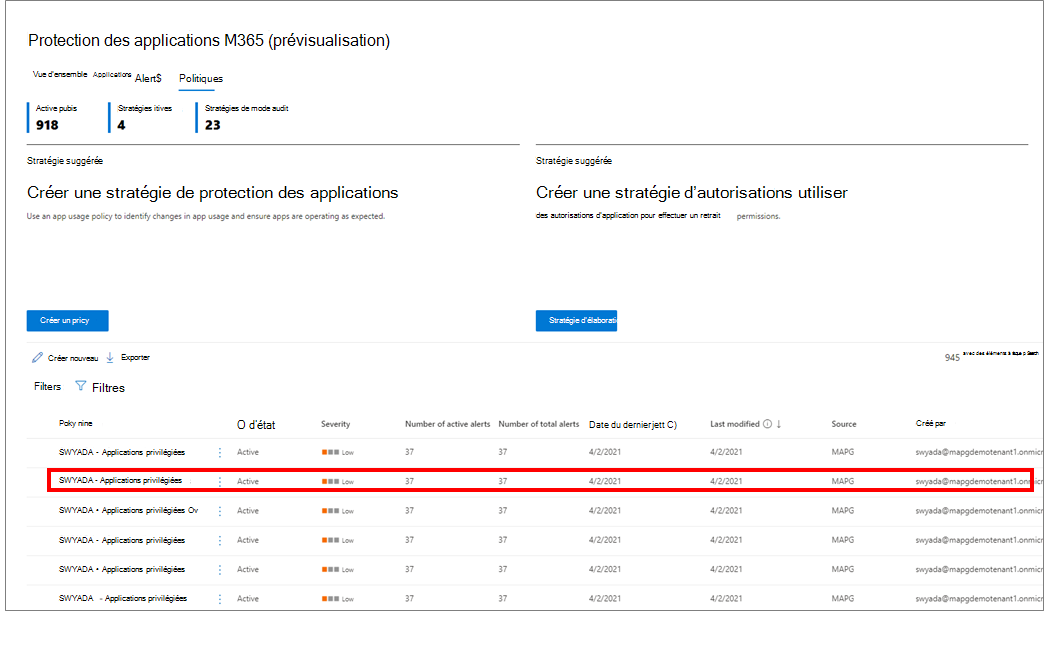 Protection des applications M365 (prévisualisation)
Vue d'ensemble Applications Alert$ Politiques
Active pubis Stratégies itives Stratégies de mode audit
918 4 23
Stratégie suggérée
Créer une stratégie de protection des applications
Use an app usage policy to identify changes in app usage and ensure apps are operating as expected.
Créer un pricy
Stratégie suggérée
Créer une stratégie d'autorisations utiliser
des autorisations d'application pour effectuer un retrait permissions.
Stratégie d'élaborati
Créer nouveau Exporter 945 avec des éléments à
Filters Filtres
Poky nine O d'état Severity Number of active alerts Number of total alerts Date du dernierjett C) Last modified Source Créé par
SWYADA - Applications privilégiées Active Low 37 37 4/2/2021 4/2/2021 MAPG swyada@mapgdemotenant1.onmicr
SWYADA - Applications privilégiées Active Low 37 37 4/2/2021 4/2/2021 MAPG swyada@mapgdemotenant1.onmicr
SWYADA • Applications privilégiées Ov Active Low 37 37 4/2/2021 4/2/2021 MAPG swyada@mapgdemotenant1.onmicr
SWYADA - Applications privilégiées Active Low 37 37 4/2/2021 4/2/2021 MAPG swyada@mapgdemotenant1.onmicr
SWYADA • Applications privilégiées Active Low 37 37 4/2/2021 4/2/2021 MAPG swyada@mapgdemotenant1.onmicr
SWYADA - Applications privilégiées Active Low 37 37 4/2/2021 4/2/2021 MAPG swyada@mapgdemotenant1.onmicr